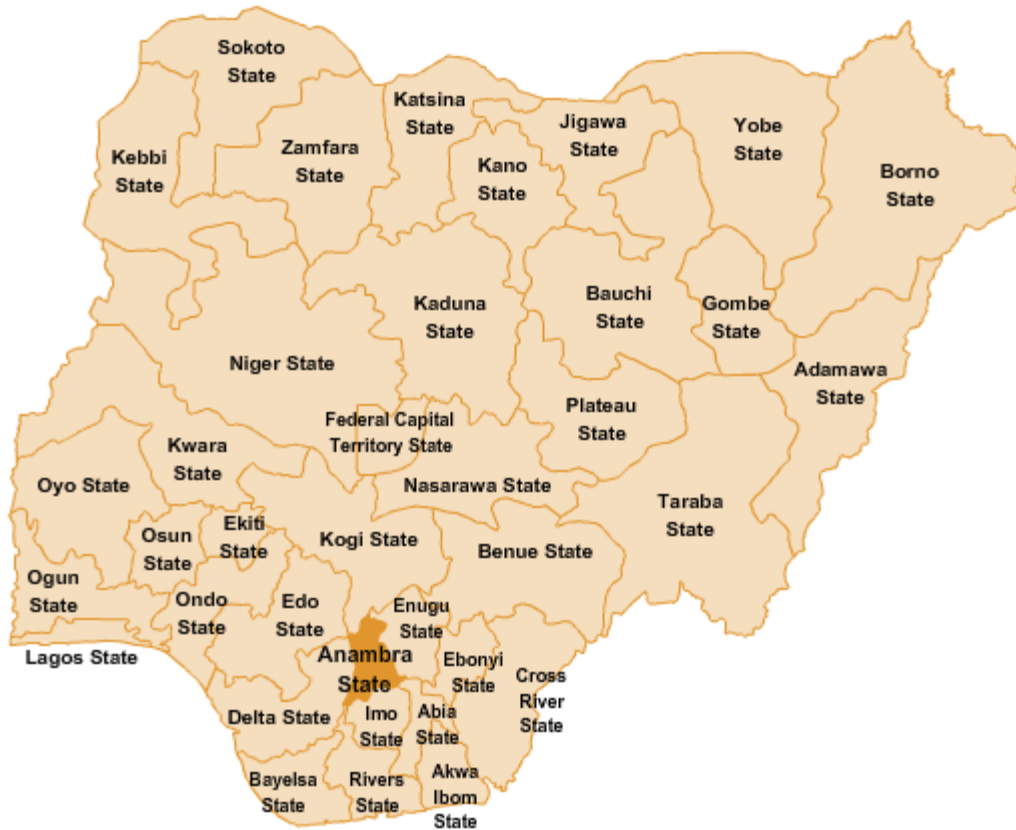 Sokoto
State
Katsina
State
Jigawa
State
Yobe
State
Kebbi
State
Zamfara
State
Kano
State
Borno
State
Kaduna
State
Bauchi
State
Gombe
State
Niger State
Adamawa
State
Federal Capital
Territory State
Plateau
State
Kwara
State
Oyo State
Nasarawa State
Taraba
State
Osun
State
Ekiti
State
Kogi State
Benue State
Ogun
State
Ondo
State
Edo
State
Enugu
State
Lagos State
Anambra
State
Ebonyi
State
Cross
River
State
Delta State
Imo
State
Abia
State
Bayelsa
State
Rivers
State
Akwa
Ibom
State